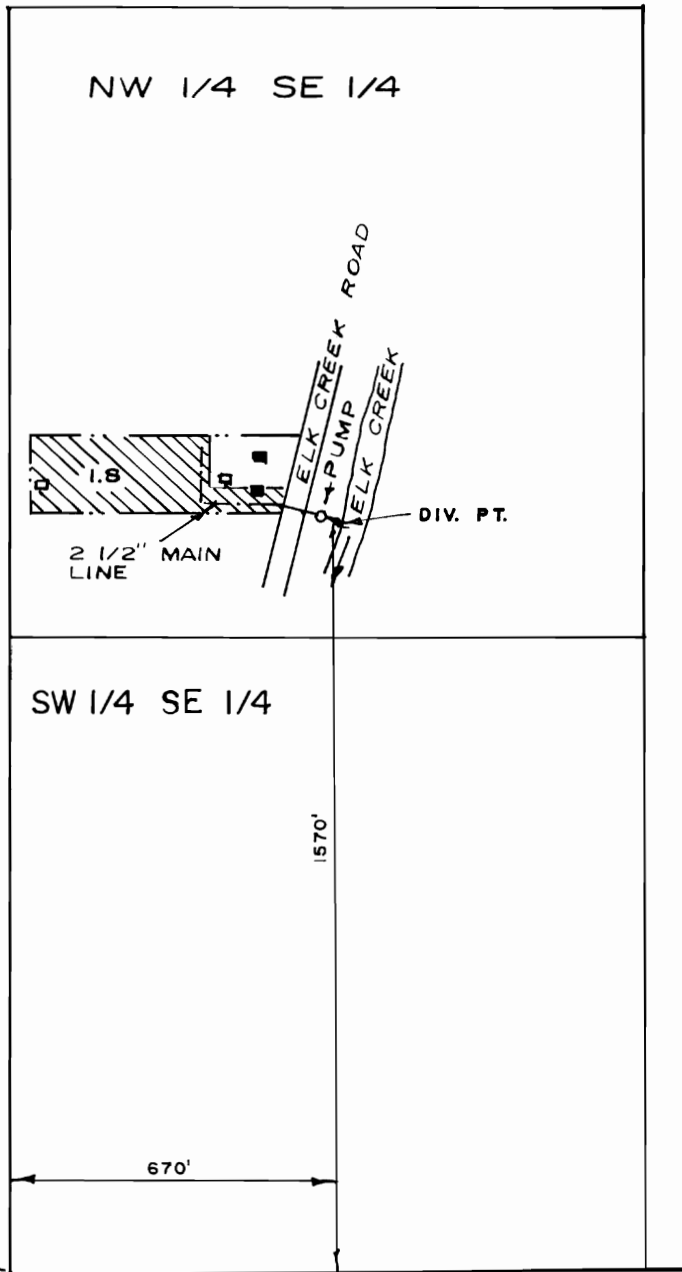 NW 1/4 SE 1/4
ELK CREEK ROAD
PUMP
ELK CREEK
1.8
DIV. PT.
2 1/2" MAIN
LINE
SW 1/4 SE 1/4
1570'
670'